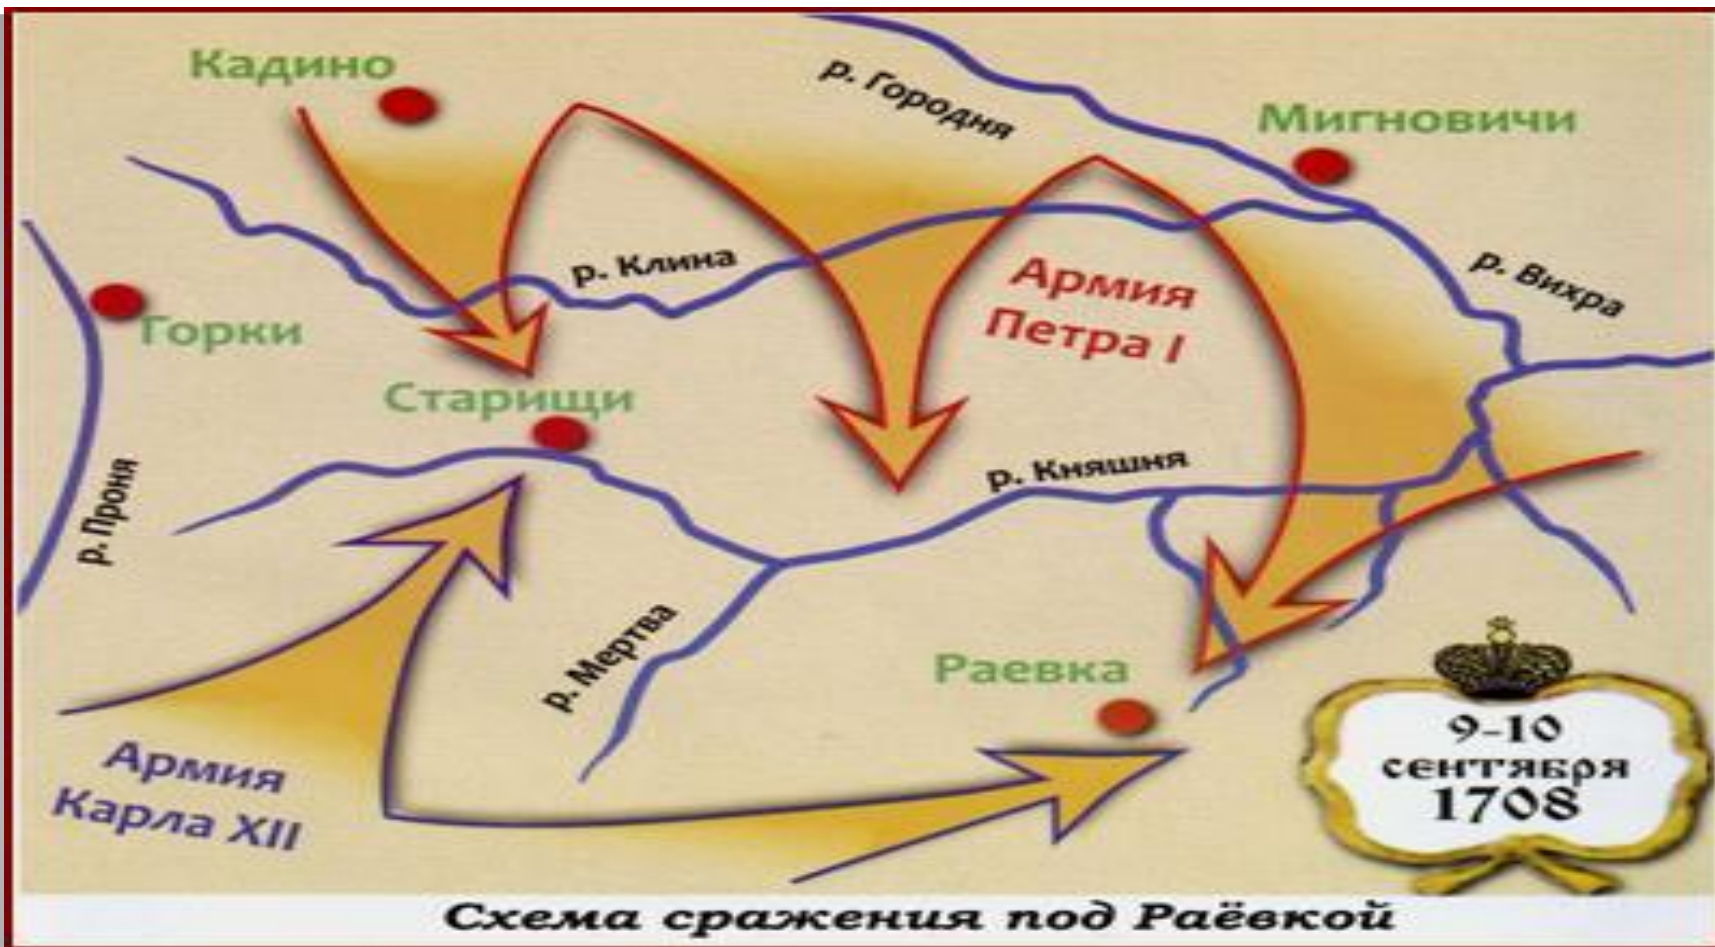 Кадино
р. Городня
Мигновичи
р. Клина
р. Вихра
Горки
Армия
Петра I
Старищи
р. Княшня
р. Проня
р. Мертва
Раевка
Армия
Карла XII
9-10
сентября
1708
Схема сражения под Раёвкой